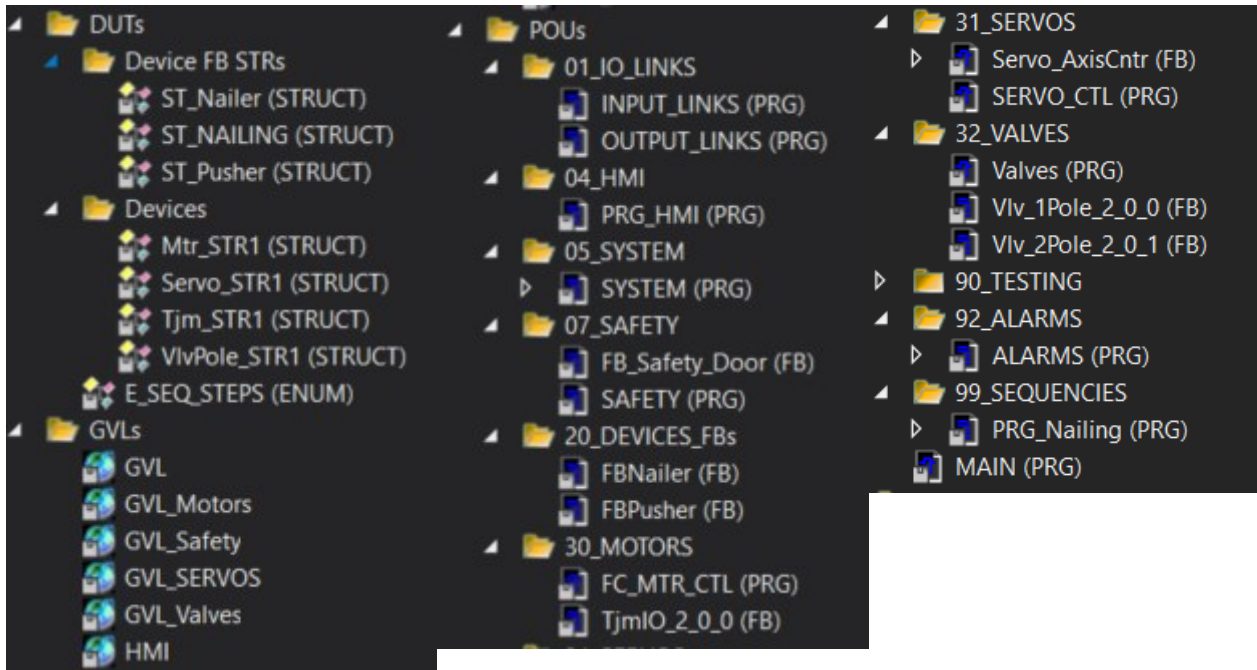 DUTs
Device FB STRs
ST_Nailer (STRUCT)
ST_NAILING (STRUCT)
ST_Pusher (STRUCT)
Devices
Mtr_STR1 (STRUCT)
Servo_STR1 (STRUCT)
Tjm_STR1 (STRUCT)
VlvPole_STR1 (STRUCT)
E_SEQ_STEPS (ENUM)
GVLs
GVL
GVL_Motors
GVL_Safety
GVL_SERVOS
GVL_Valves
HMI
POUs
01_IO_LINKS
INPUT_LINKS (PRG)
OUTPUT_LINKS (PRG)
04_HMI
PRG_HMI (PRG)
05_SYSTEM
SYSTEM (PRG)
07_SAFETY
FB_Safety_Door (FB)
SAFETY (PRG)
20_DEVICES_FBs
FBNailer (FB)
FBPusher (FB)
30_MOTORS
FC_MTR_CTL (PRG)
TjmIO_2_0_0 (FB)
31_SERVOS
Servo_AxisCntr (FB)
SERVO_CTL (PRG)
32_VALVES
Valves (PRG)
Vlv_1Pole_2_0_0 (FB)
Vlv_2Pole_2_0_1 (FB)
90_TESTING
92_ALARMS
ALARMS (PRG)
99_SEQUENCIES
PRG_Nailing (PRG)
MAIN (PRG)